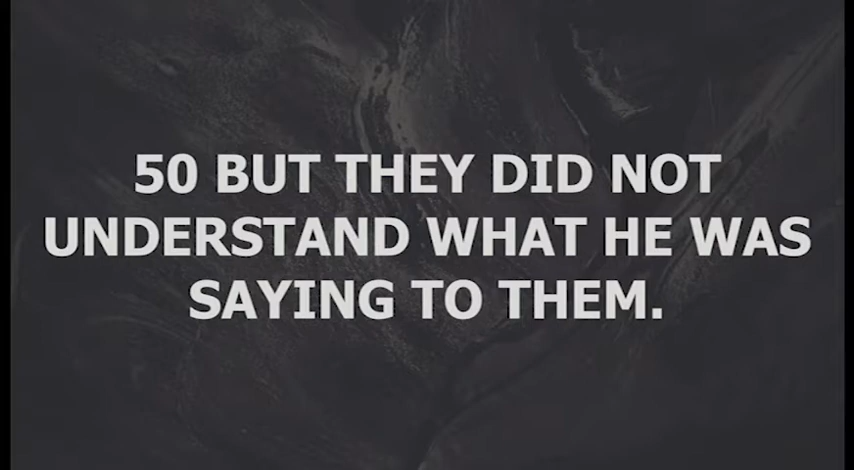 50 BUT THEY DID NOT
UNDERSTAND WHAT HE WAS
SAYING TO THEM.